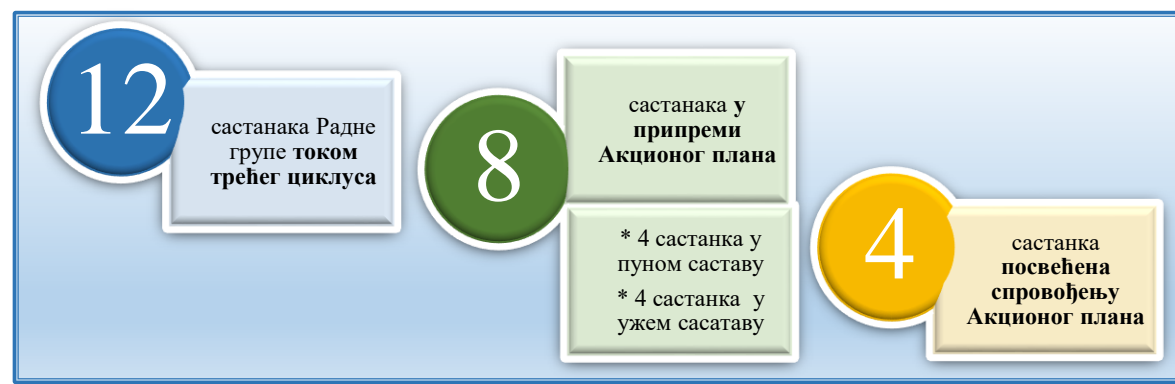 12
састанака Радне
групе током
трећег циклуса
8
састанака у
припреми
Акционог плана
* 4 састанка у
пуном саставу
* 4 састанка у
ужем сасатаву
4
састанка
посвећена
спровођењу
Акционог плана